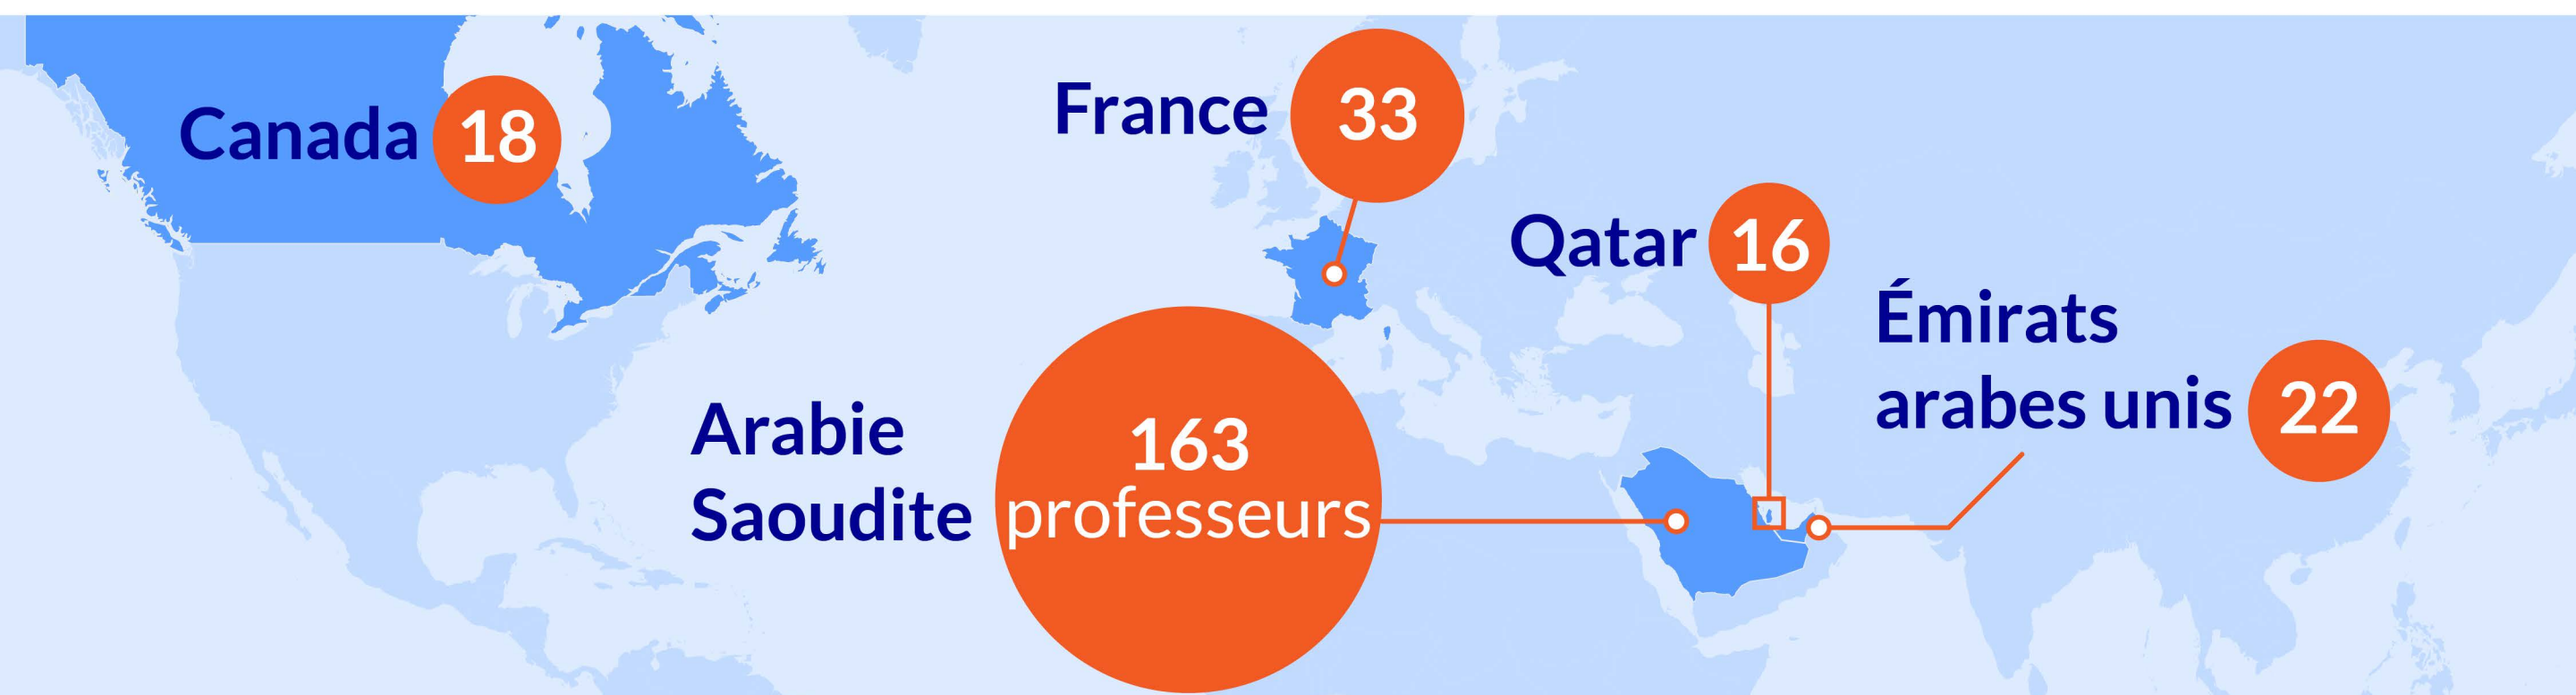 Canada 18
France 33
Qatar 16
Émirats
arabes unis 22
Arabie
Saoudite
163
professeurs